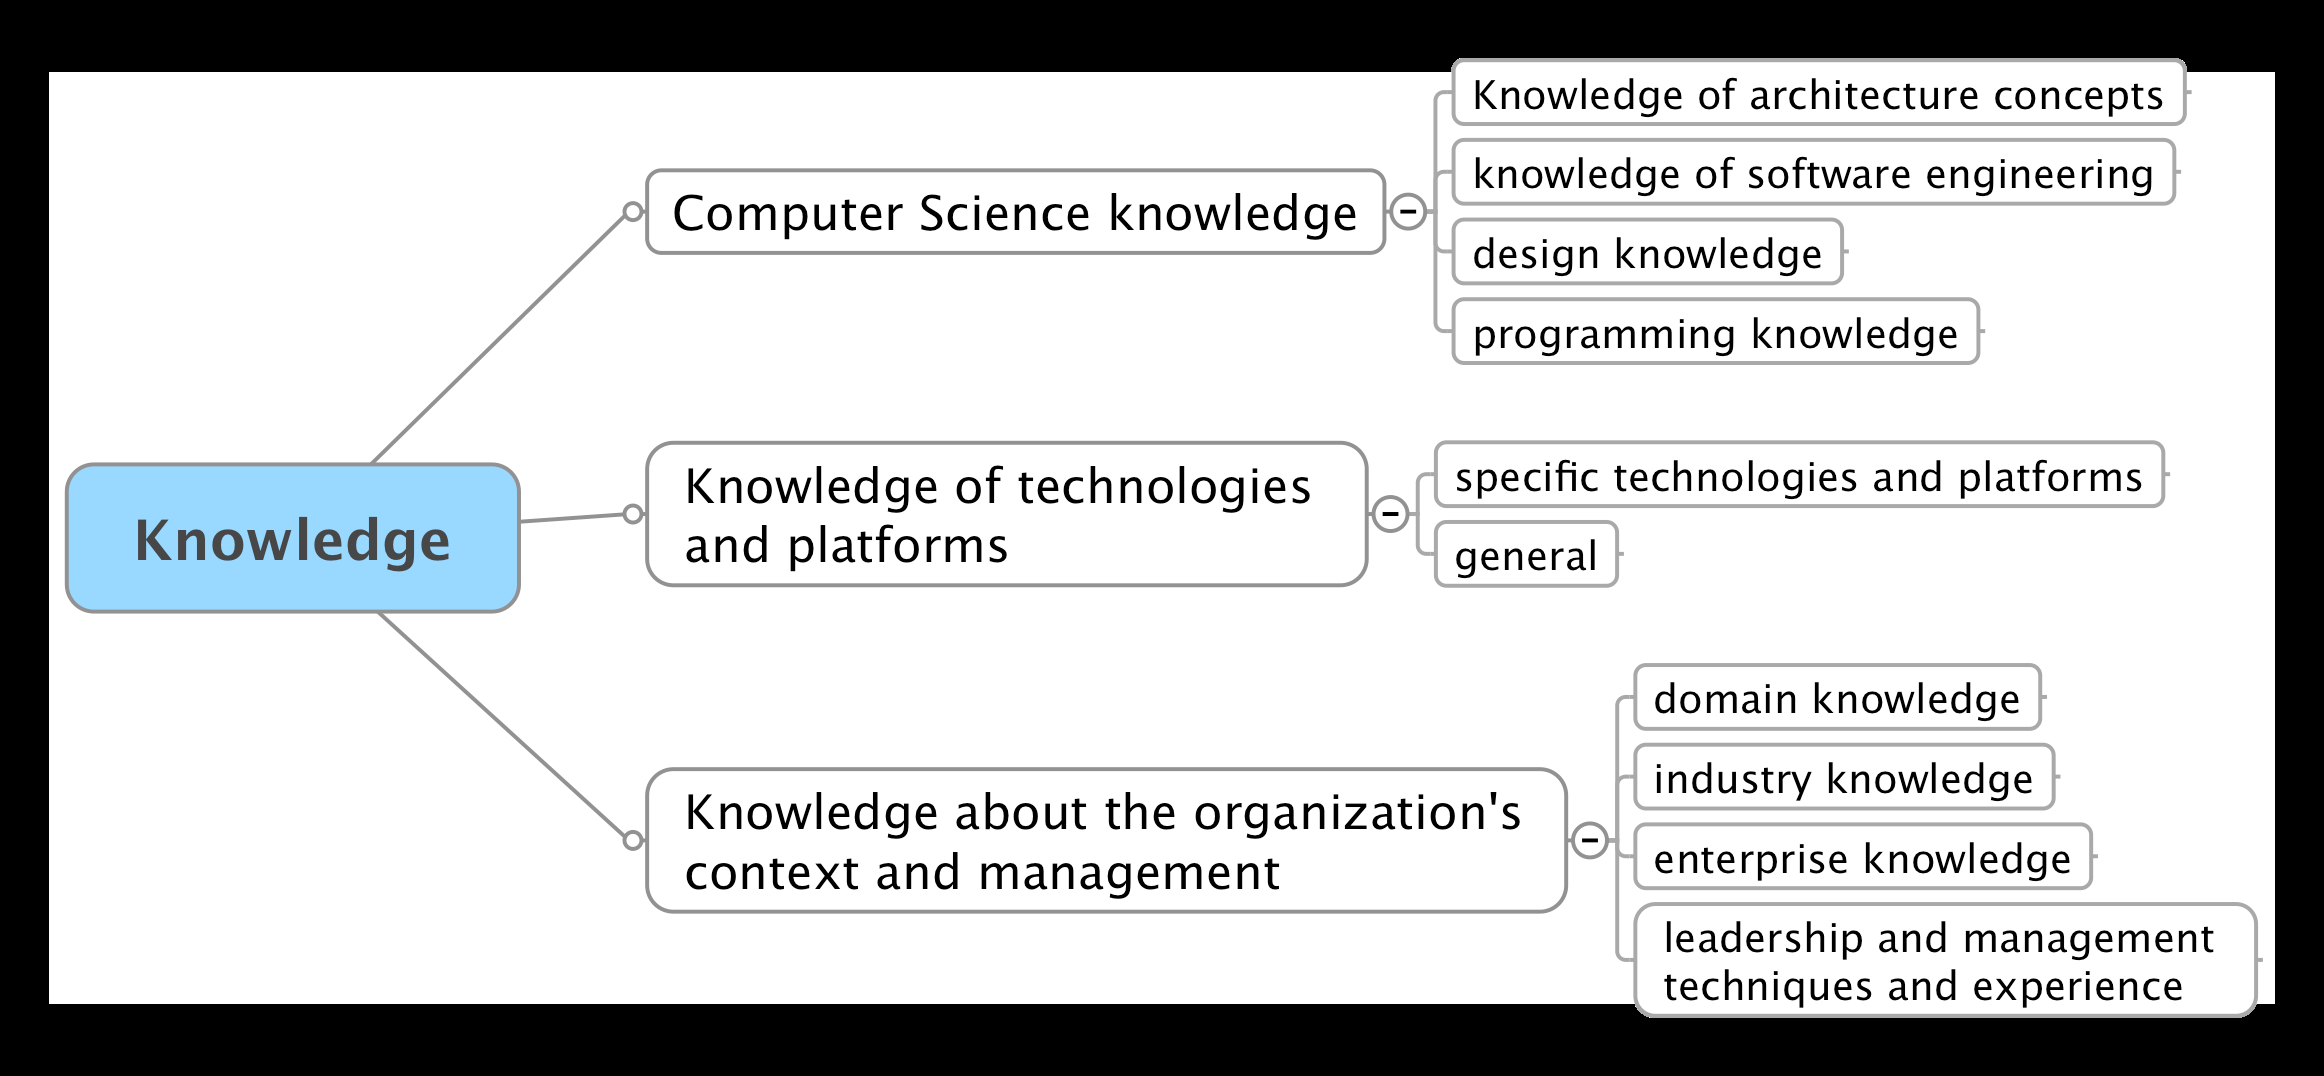 Knowledge
Computer Science knowledge
Knowledge of architecture concepts
knowledge of software engineering
design knowledge
programming knowledge
Knowledge of technologies
and platforms
specific technologies and platforms
general
Knowledge about the organization's
context and management
domain knowledge
industry knowledge
enterprise knowledge
leadership and management
techniques and experience